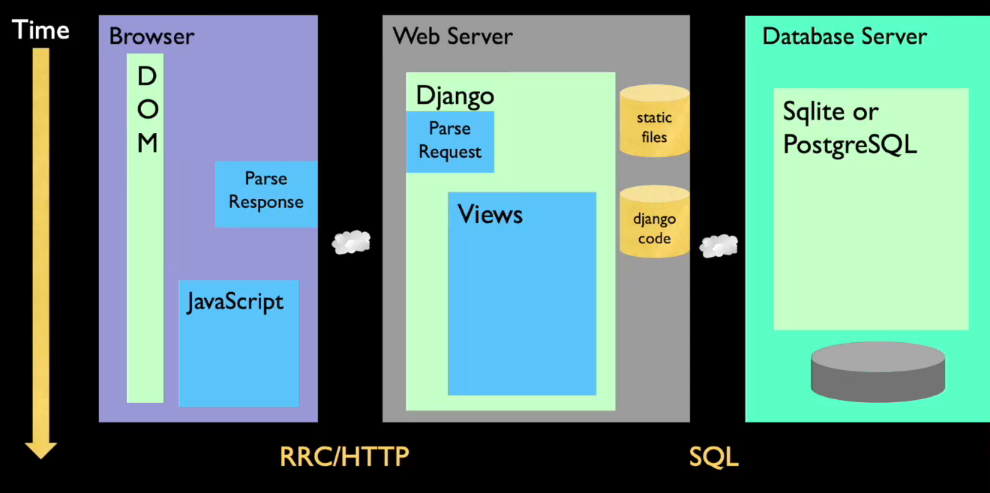 Time
Browser
D
O
M
Parse
Response
JavaScript
Web Server
Django
Parse
Request
Views
static
files
django
code
Database Server
Sqlite or
PostgreSQL
RRC/HTTP
SQL